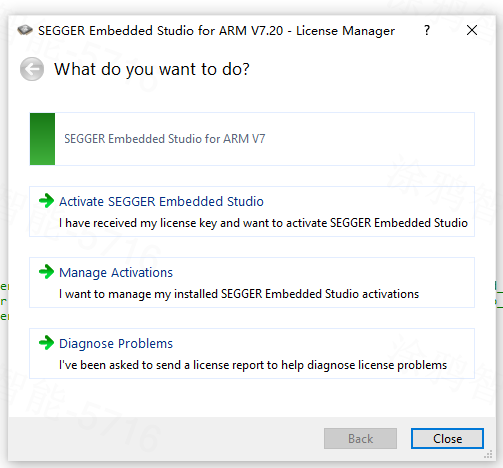 SEGGER Embedded Studio for ARM V7.20 - License Manager
What do you want to do?
SEGGER Embedded Studio for ARM V7
Activate SEGGER Embedded Studio
I have received my license key and want to activate SEGGER Embedded Studio
Manage Activations
I want to manage my installed SEGGER Embedded Studio activations
Diagnose Problems
I've been asked to send a license report to help diagnose license problems
Back
Close